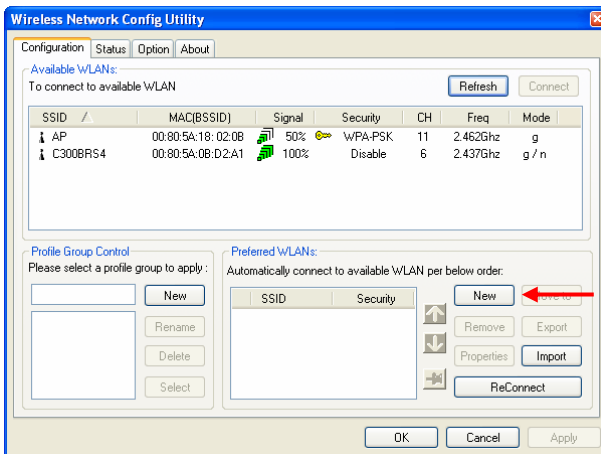 Wireless Network Config Utility
Configuration Status Option About
Available WLANs:
To connect to available WLAN
Refresh Connect
SSID MAC(BSSID) Signal Security CH Freq Mode
AP 00:80:5A:18: 02:0B 50% WPA-PSK 11 2.462Ghz g
C300BRS4 00:80:5A:0B:D2:A1 100% Disable 6 2.437Ghz g / n
Profile Group Control
Please select a profile group to apply :
New
Rename
Delete
Select
Preferred WLANs:
Automatically connect to available WLAN per below order:
SSID Security
New Move to
Remove Export
Properties Import
ReConnect
OK Cancel Apply